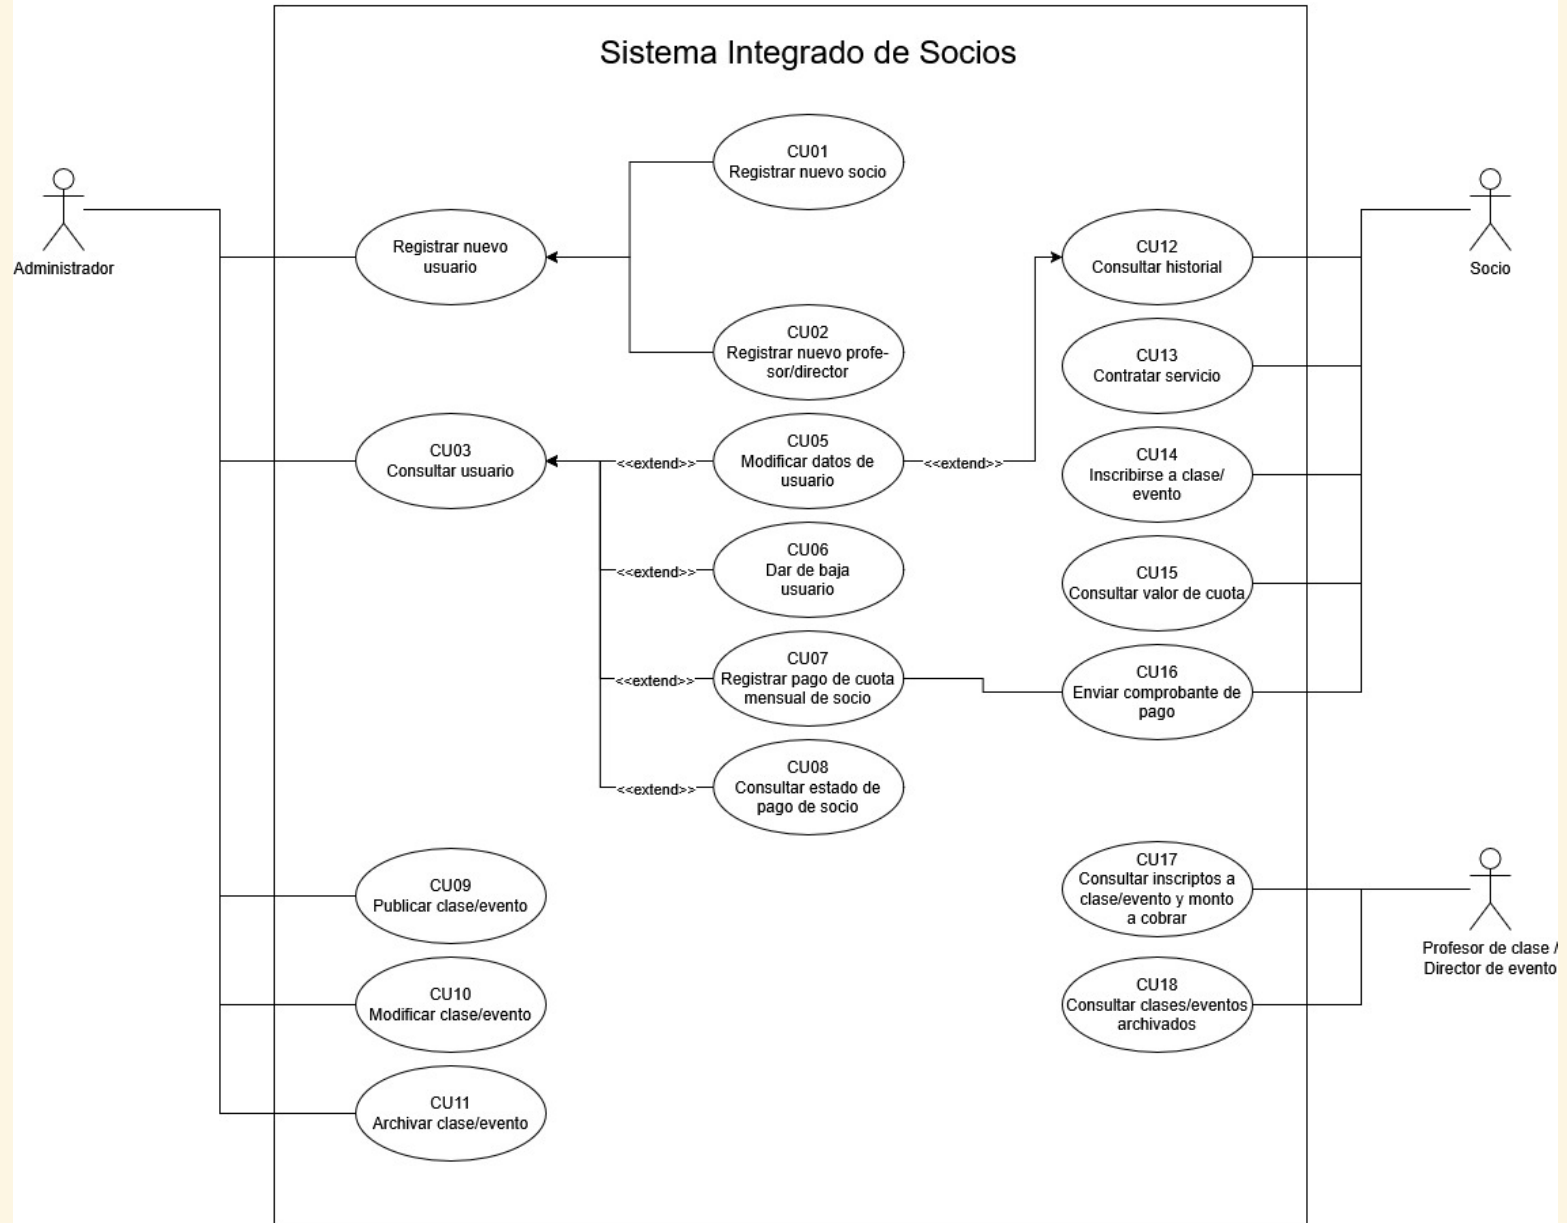 Sistema Integrado de Socios
Administrador
Registrar nuevo
usuario
CU01
Registrar nuevo socio
CU02
Registrar nuevo profe-
sor/director
CU03
Consultar usuario
<<extend>>
CU05
Modificar datos de
usuario
<<extend>>
<<extend>>
CU06
Dar de baja
usuario
<<extend>>
CU07
Registrar pago de cuota
mensual de socio
<<extend>>
CU08
Consultar estado de
pago de socio
CU09
Publicar clase/evento
CU10
Modificar clase/evento
CU11
Archivar clase/evento
CU12
Consultar historial
CU13
Contratar servicio
CU14
Inscribirse a clase/
evento
CU15
Consultar valor de cuota
CU16
Enviar comprobante de
pago
Socio
CU17
Consultar inscriptos a
clase/evento y monto
a cobrar
CU18
Consultar clases/eventos
archivados
Profesor de clase /
Director de evento